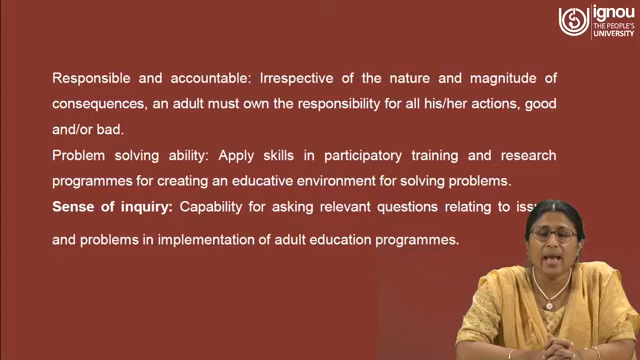 ignou
THE PEOPLE'S
UNIVERSITY
Responsible and accountable: Irrespective of the nature and magnitude of
consequences, an adult must own the responsibility for all his/her actions, good
and/or bad.
Problem solving ability: Apply skills in participatory training and research
programmes for creating an educative environment for solving problems.
Sense of inquiry: Capability for asking relevant questions relating to
and problems in implementation of adult education programmes.